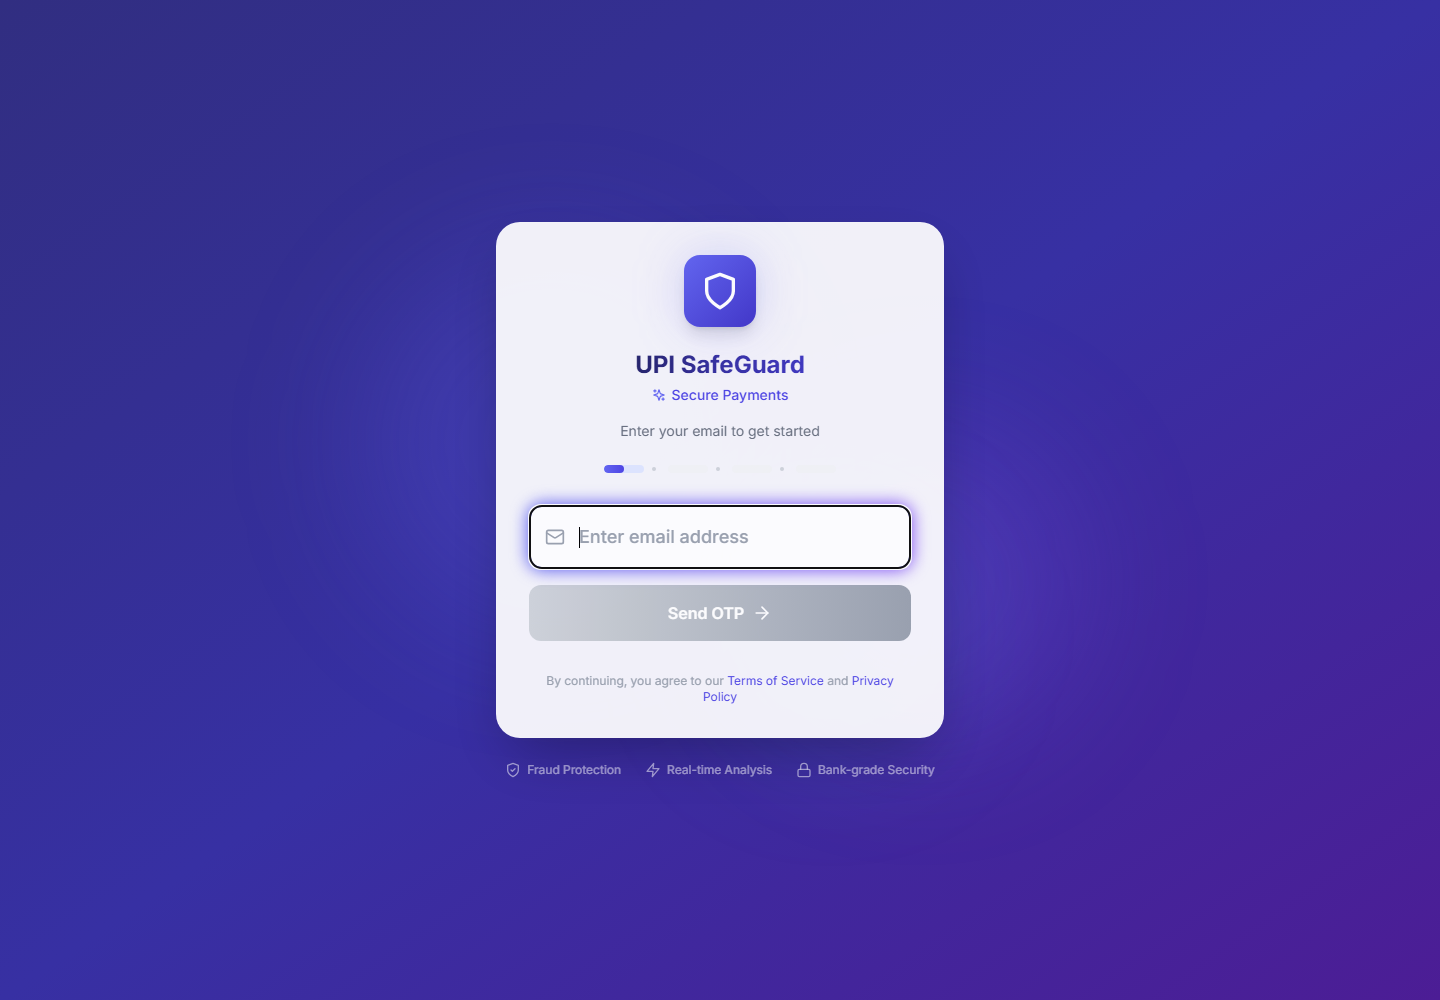 UPI SafeGuard
Secure Payments
Enter your email to get started
Enter email address
Send OTP
By continuing, you agree to our Terms of Service and Privacy
Policy
Fraud Protection
Real-time Analysis
Bank-grade Security